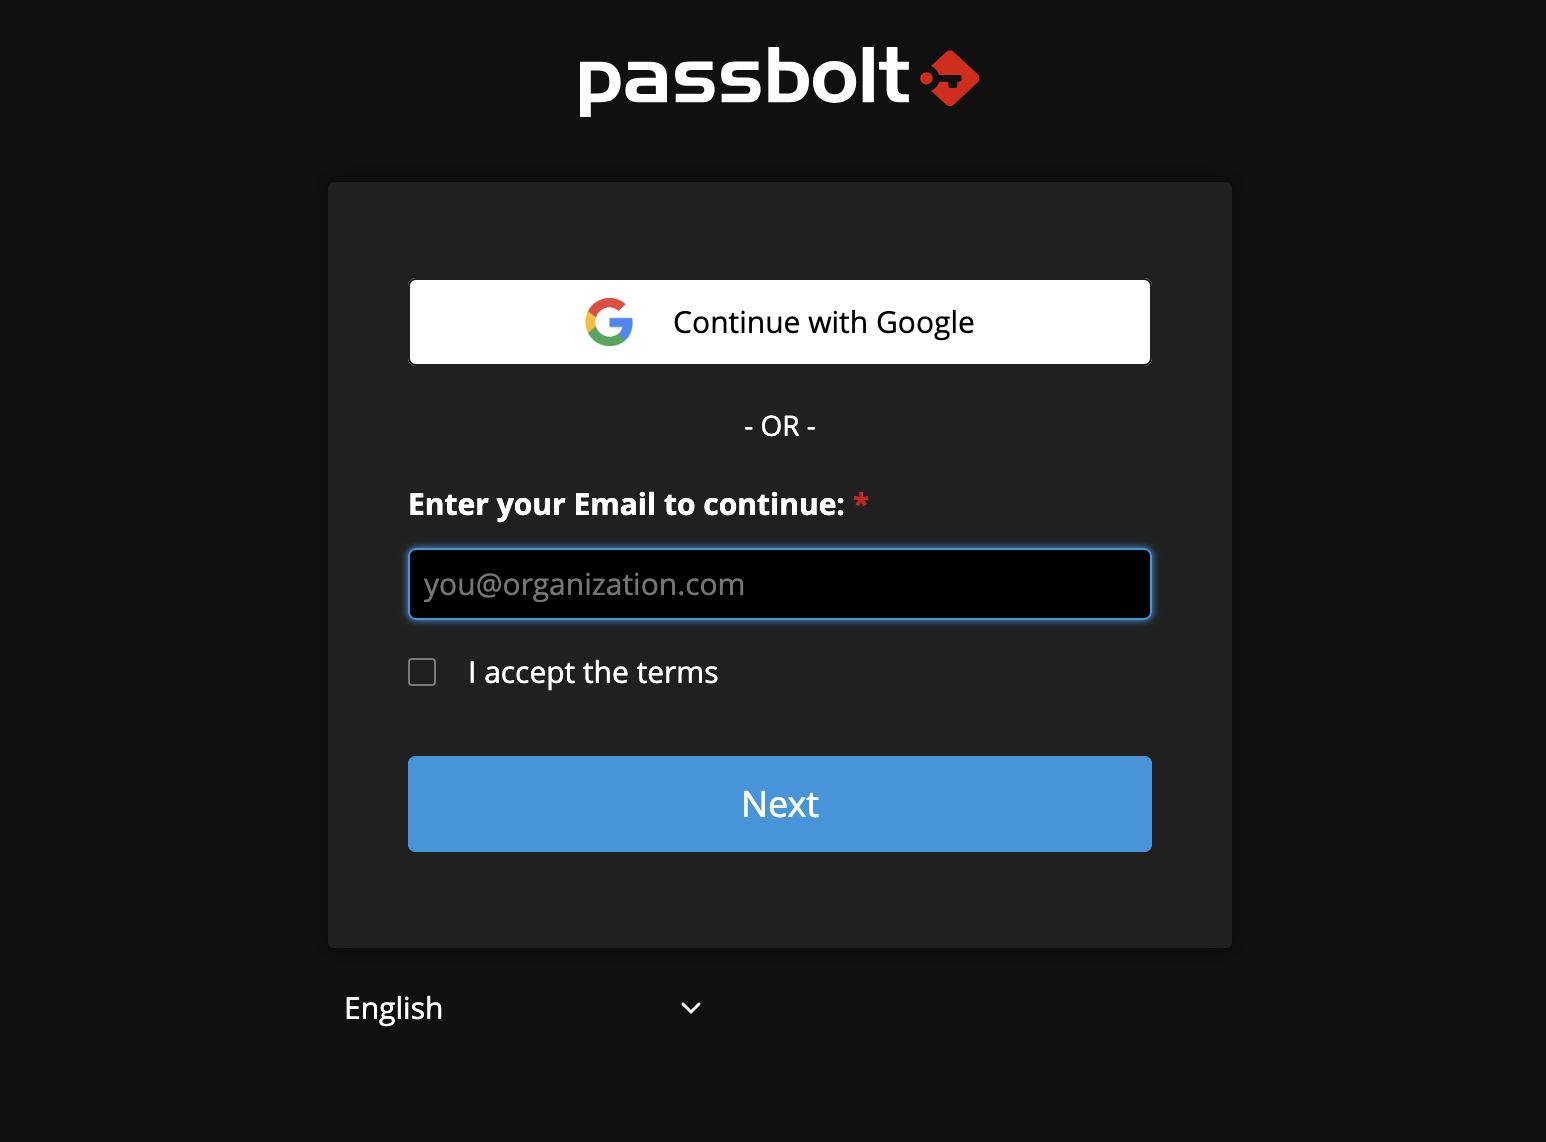 passbolt
Continue with Google
- OR -
Enter your Email to continue: *
you@organization.com
I accept the terms
Next
English